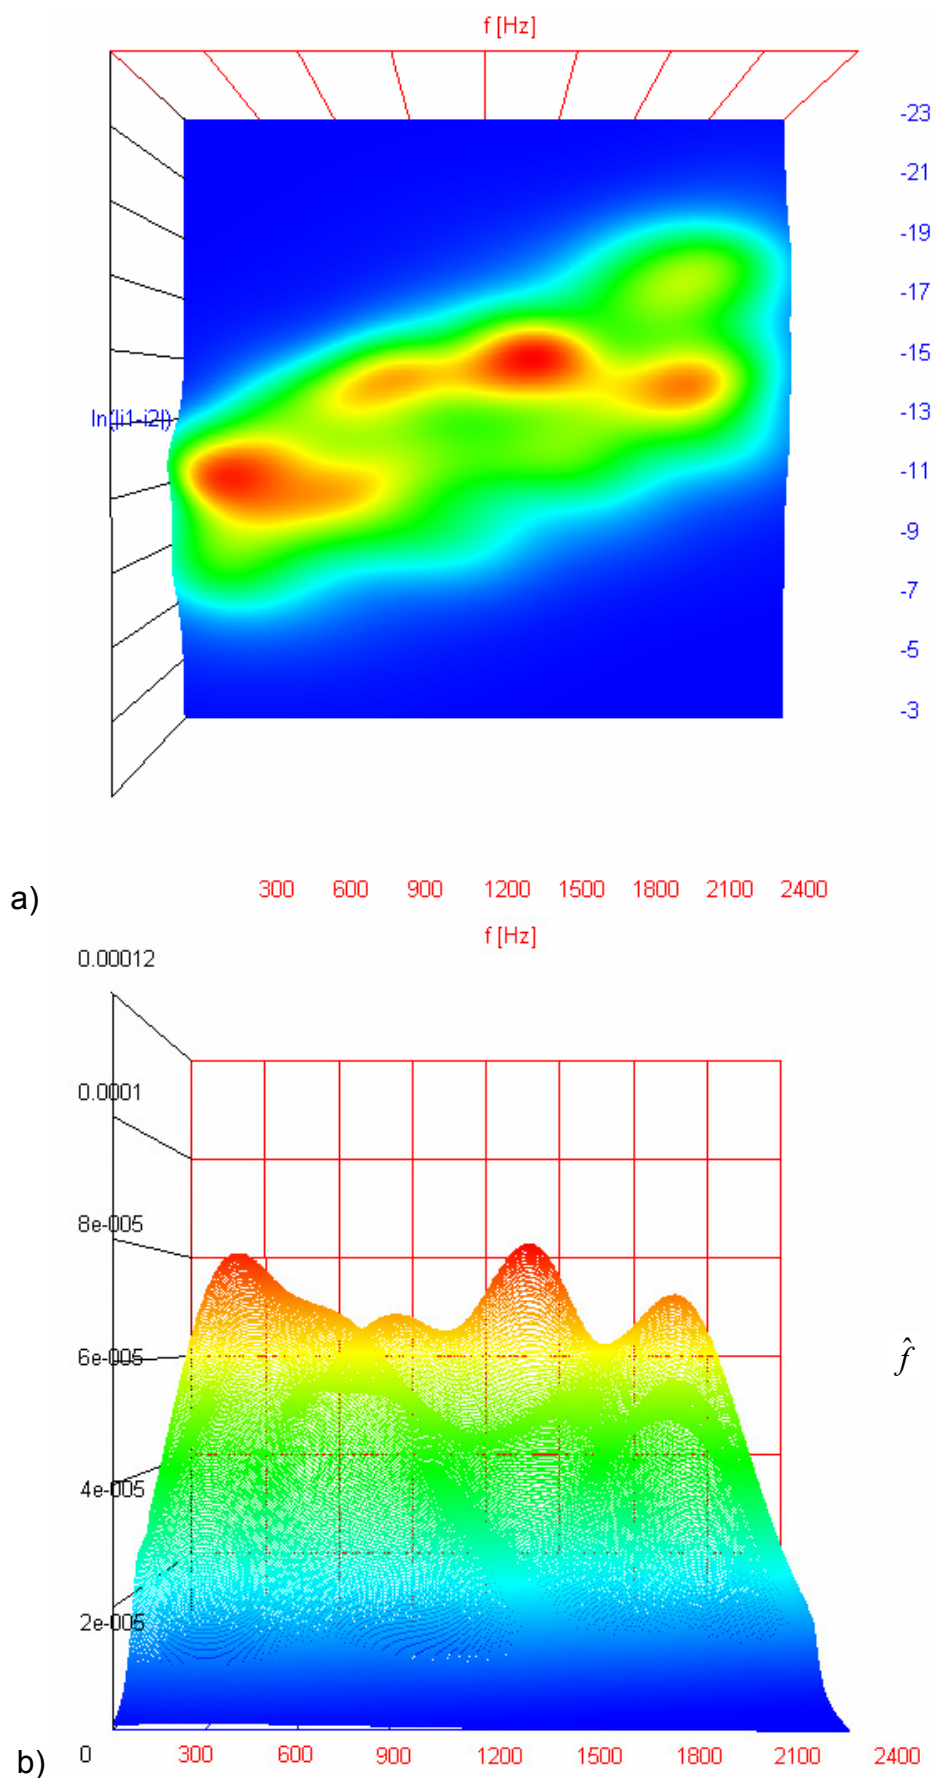 f [Hz]
-23
-21
-19
-17
-15
ln(|i1-i2|)
-13
-11
-9
-7
-5
-3
a)
300 600 900 1200 1500 1800 2100 2400
f [Hz]
0.00012
0.0001
8e-005
6e-005
f̂
4e-005
2e-005
b)
0 300 600 900 1200 1500 1800 2100 2400